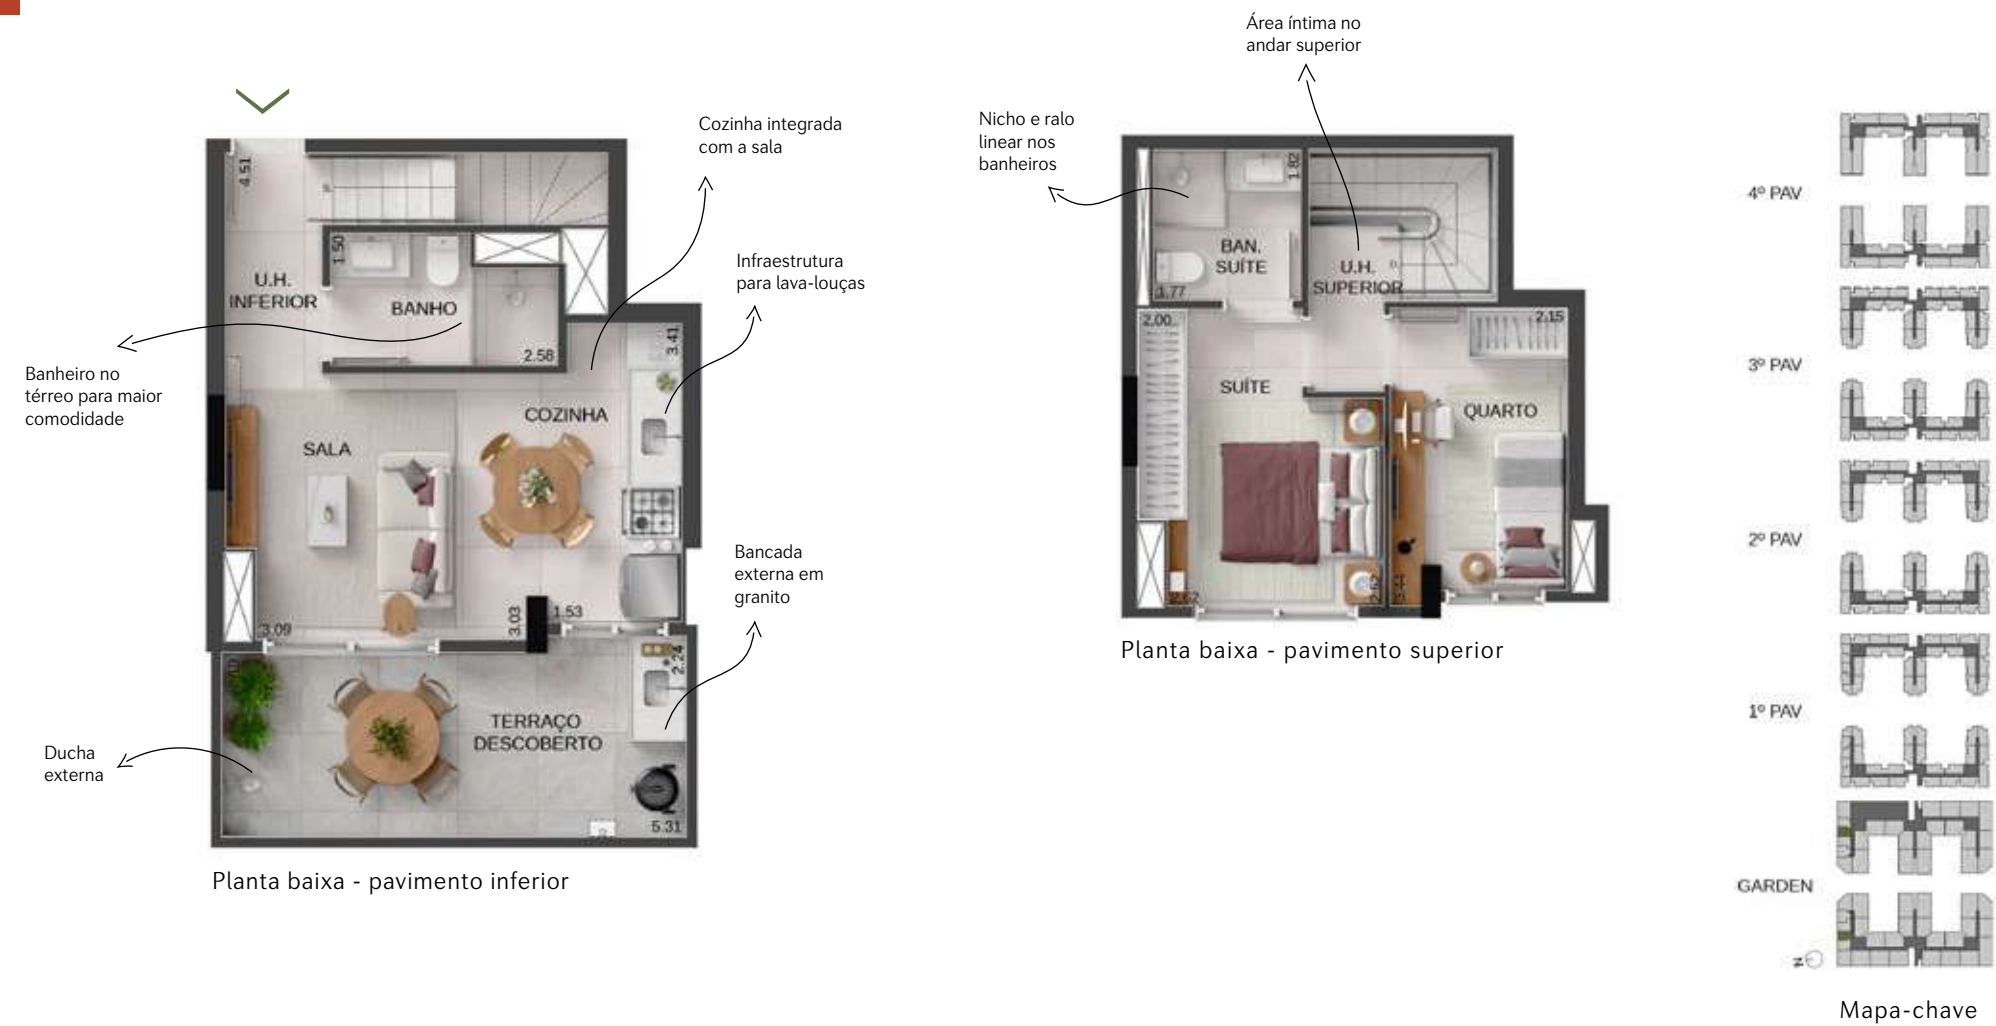 Cozinha integrada
com a sala
Infraestrutura
para lava-louças
Banheiro no
térreo para maior
comodidade
Bancada
externa em
granito
Ducha
externa
4.51
S
1.50
U.H.
INFERIOR
BANHO
2.58
3.41
COZINHA
SALA
3.09
3.03
1.53
2.24
TERRAÇO
DESCOBERTO
5.31
Planta baixa - pavimento inferior
Área íntima no
andar superior
Nicho e ralo
linear nos
banheiros
1.82
BAN.
SUÍTE
1.77
U.H.
SUPERIOR
D
2.00
2.15
SUÍTE
QUARTO
2.62
Planta baixa - pavimento superior
4º PAV
3º PAV
2º PAV
1º PAV
GARDEN
N
Mapa-chave